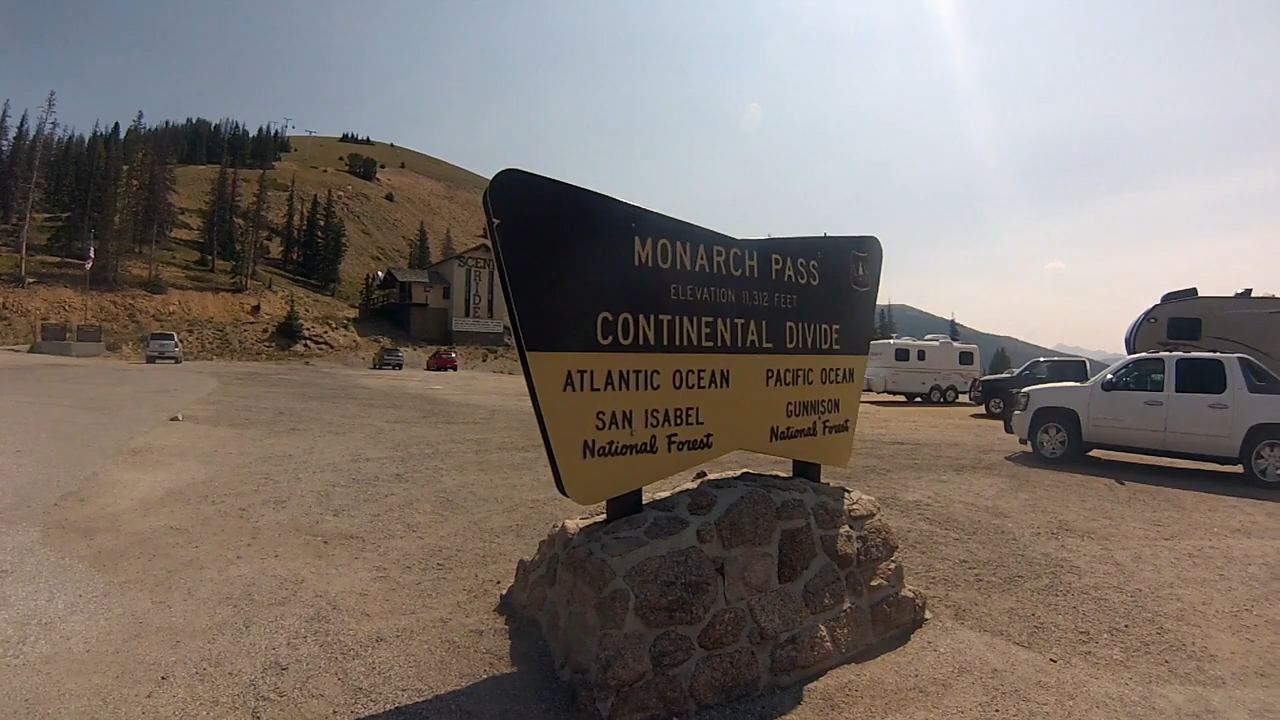 MONARCH PASS
ELEVATION 11,312 FEET
CONTINENTAL DIVIDE
ATLANTIC OCEAN
SAN ISABEL
National Forest
PACIFIC OCEAN
GUNNISON
National Forest
SCENI
RIDE